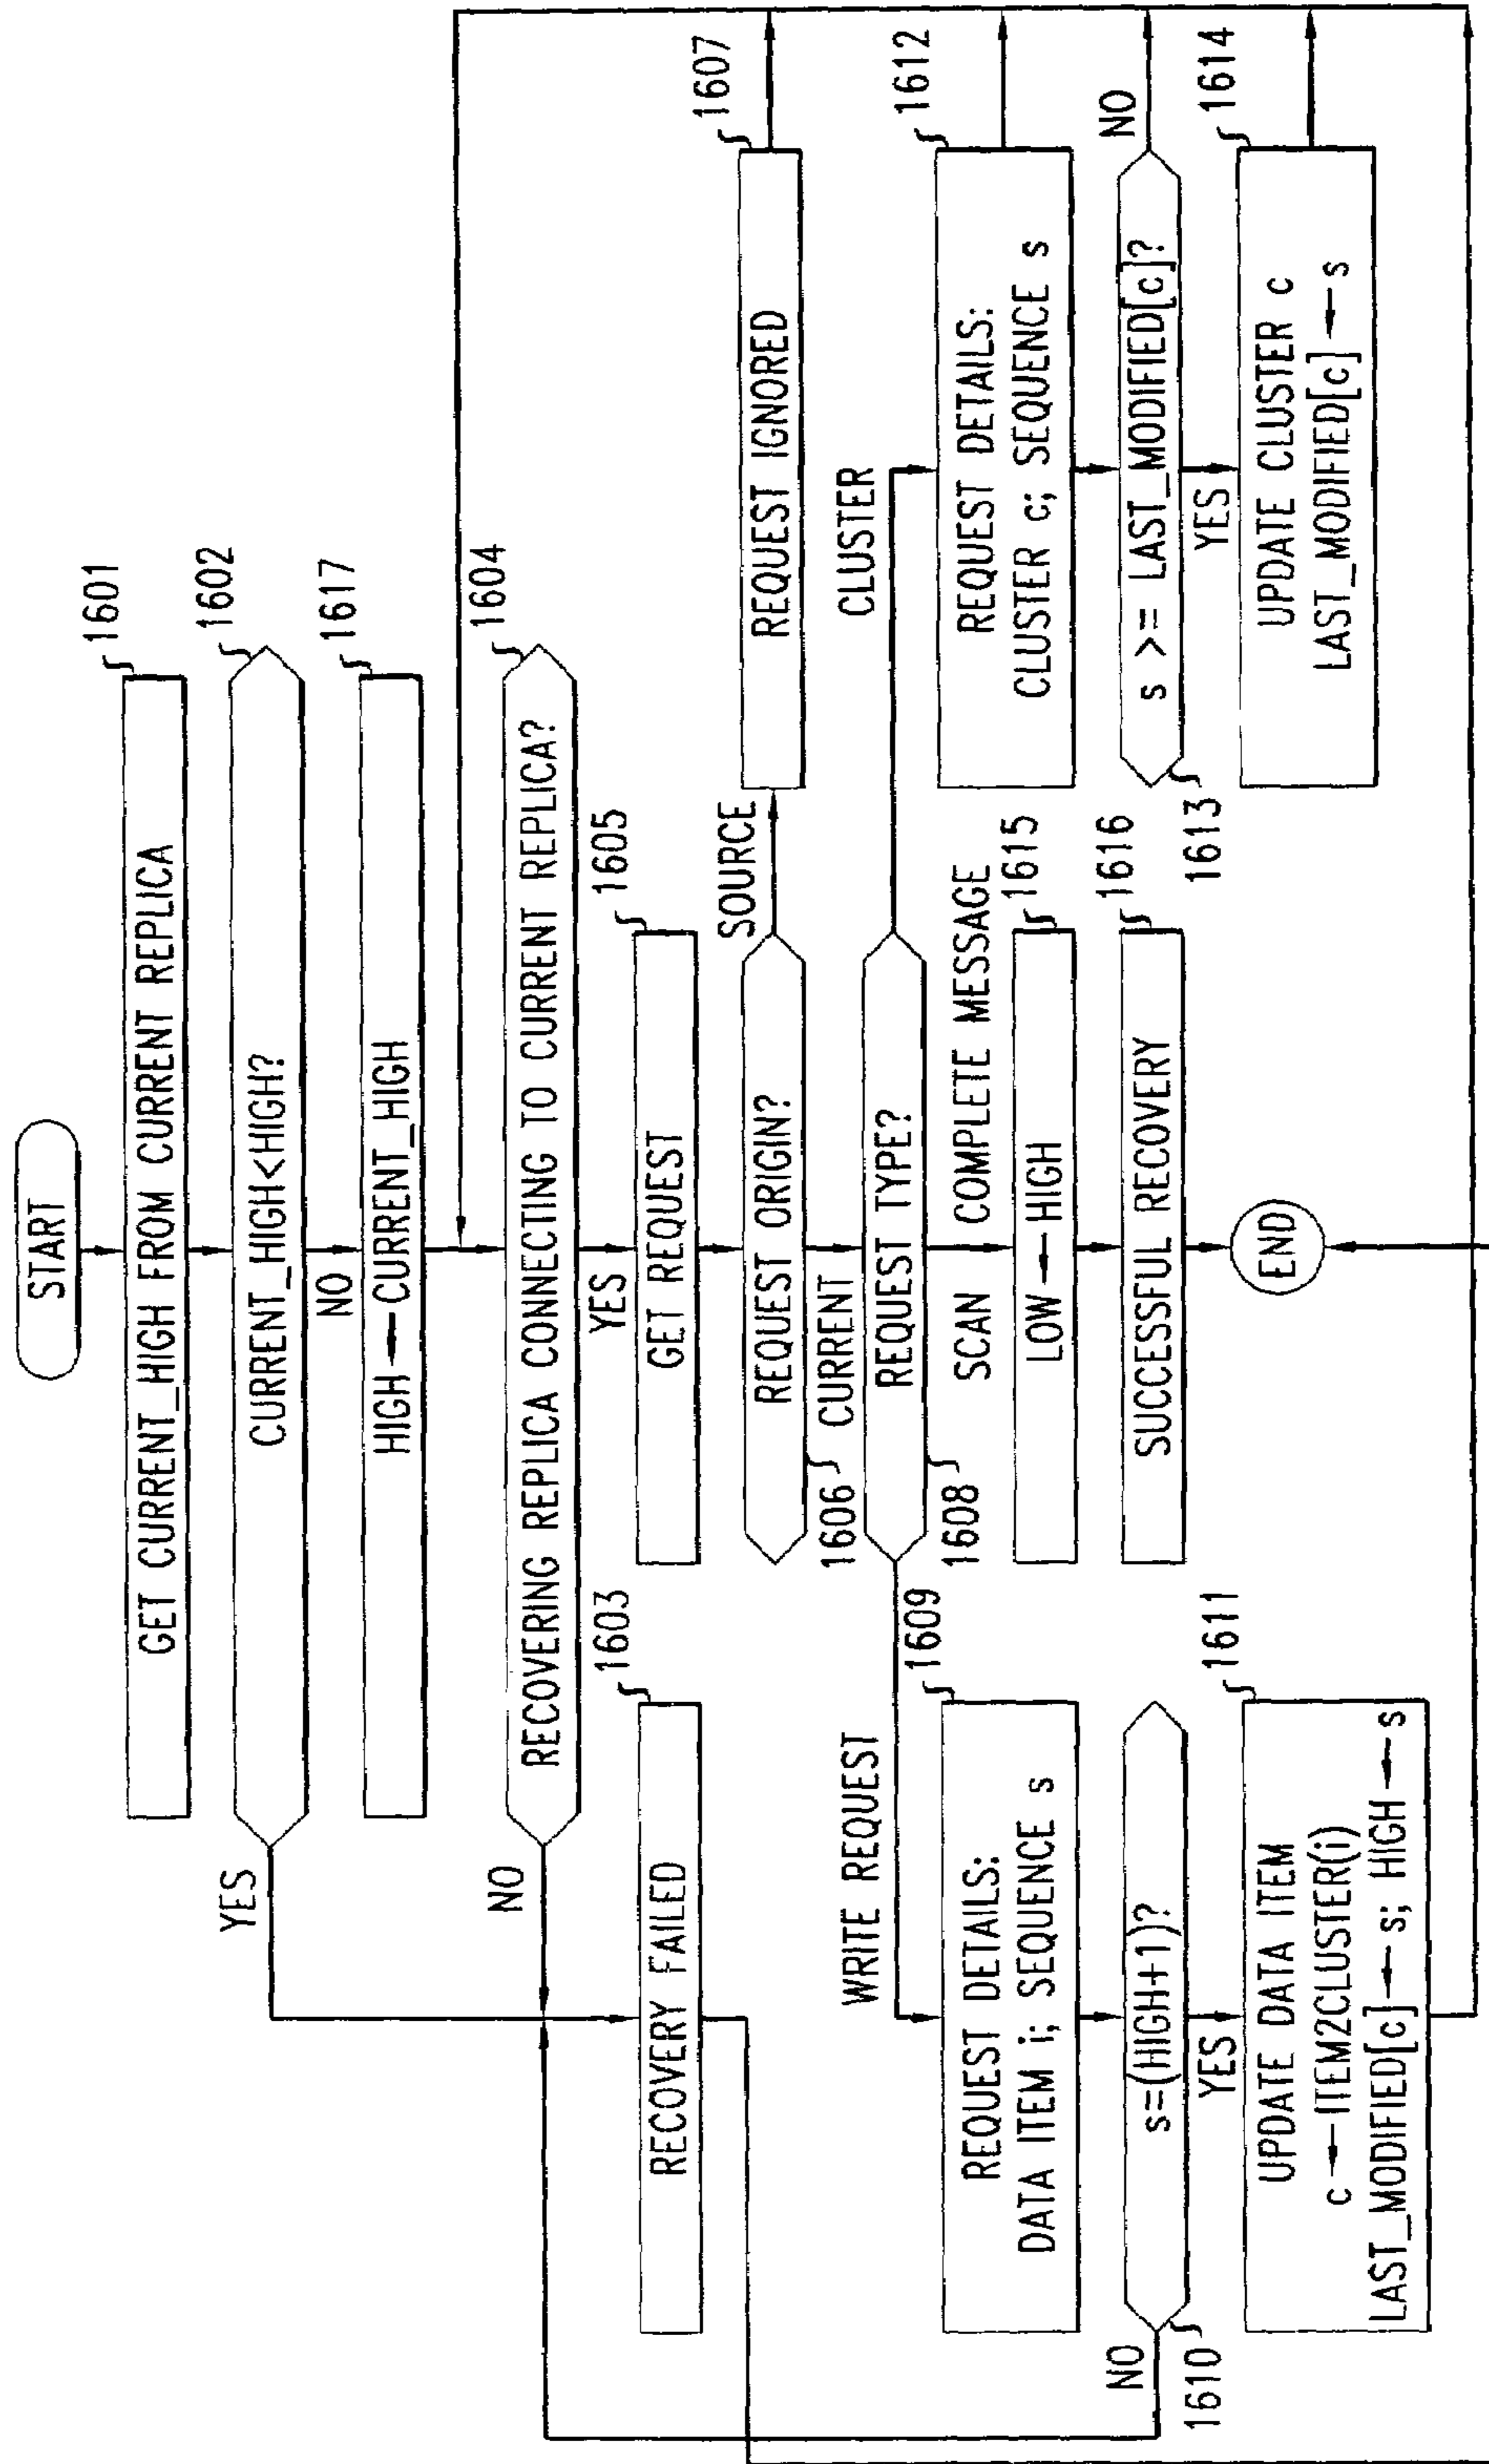 START
GET CURRENT_HIGH FROM CURRENT REPLICA
1601
YES
CURRENT_HIGH<HIGH?
1602
NO
HIGH ← CURRENT_HIGH
1617
NO
RECOVERING REPLICA CONNECTING TO CURRENT REPLICA?
1604
YES
RECOVERY FAILED
1603
GET REQUEST
1605
REQUEST ORIGIN?
1606
SOURCE
REQUEST IGNORED
1607
CURRENT
WRITE REQUEST
REQUEST TYPE?
1608
CLUSTER
SCAN COMPLETE MESSAGE
REQUEST DETAILS:
DATA ITEM i; SEQUENCE s
1609
LOW ← HIGH
1615
REQUEST DETAILS:
CLUSTER c; SEQUENCE s
1612
NO
s=(HIGH+1)?
1610
YES
SUCCESSFUL RECOVERY
1616
s >= LAST_MODIFIED[c]?
1613
NO
YES
UPDATE DATA ITEM
c ← ITEM2CLUSTER(i)
LAST_MODIFIED[c] ← s; HIGH ← s
1611
END
UPDATE CLUSTER c
LAST_MODIFIED[c] ← s
1614